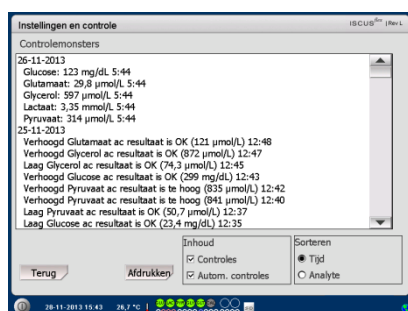 Instellingen en controle
ISCUSflex |Rev L
Controlemonsters
26-11-2013
Glucose: 123 mg/dL 5:44
Glutamaat: 29,8 µmol/L 5:44
Glycerol: 597 µmol/L 5:44
Lactaat: 3,35 mmol/L 5:44
Pyruvaat: 314 µmol/L 5:44
25-11-2013
Verhoogd Glutamaat ac resultaat is OK (121 µmol/L) 12:48
Verhoogd Glycerol ac resultaat is OK (872 µmol/L) 12:47
Laag Glycerol ac resultaat is OK (74,3 µmol/L) 12:45
Verhoogd Glucose ac resultaat is OK (299 mg/dL) 12:43
Verhoogd Pyruvaat ac resultaat is te hoog (835 µmol/L) 12:42
Verhoogd Pyruvaat ac resultaat is te hoog (841 µmol/L) 12:40
Laag Pyruvaat ac resultaat is OK (50,7 µmol/L) 12:37
Laag Glucose ac resultaat is OK (23,4 mg/dL) 12:35
Inhoud
Controles
Autom. controles
Sorteren
Tijd
Analyte
Terug
Afdrukken
28-11-2013 15:43 26,7 °C